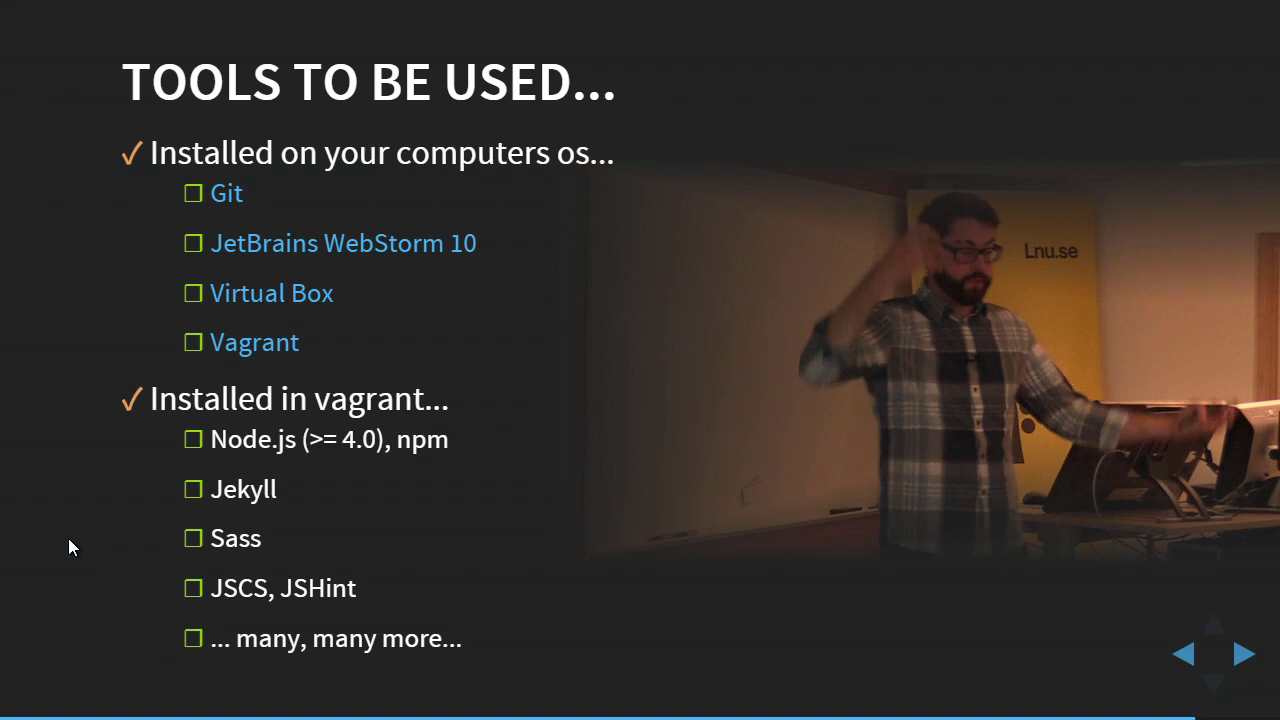 TOOLS TO BE USED...
✓ Installed on your computers os...
❐ Git
❐ JetBrains WebStorm 10
❐ Virtual Box
❐ Vagrant
✓ Installed in vagrant...
❐ Node.js (>= 4.0), npm
❐ Jekyll
❐ Sass
❐ JSCS, JSHint
❐ ... many, many more...
Lnu.se